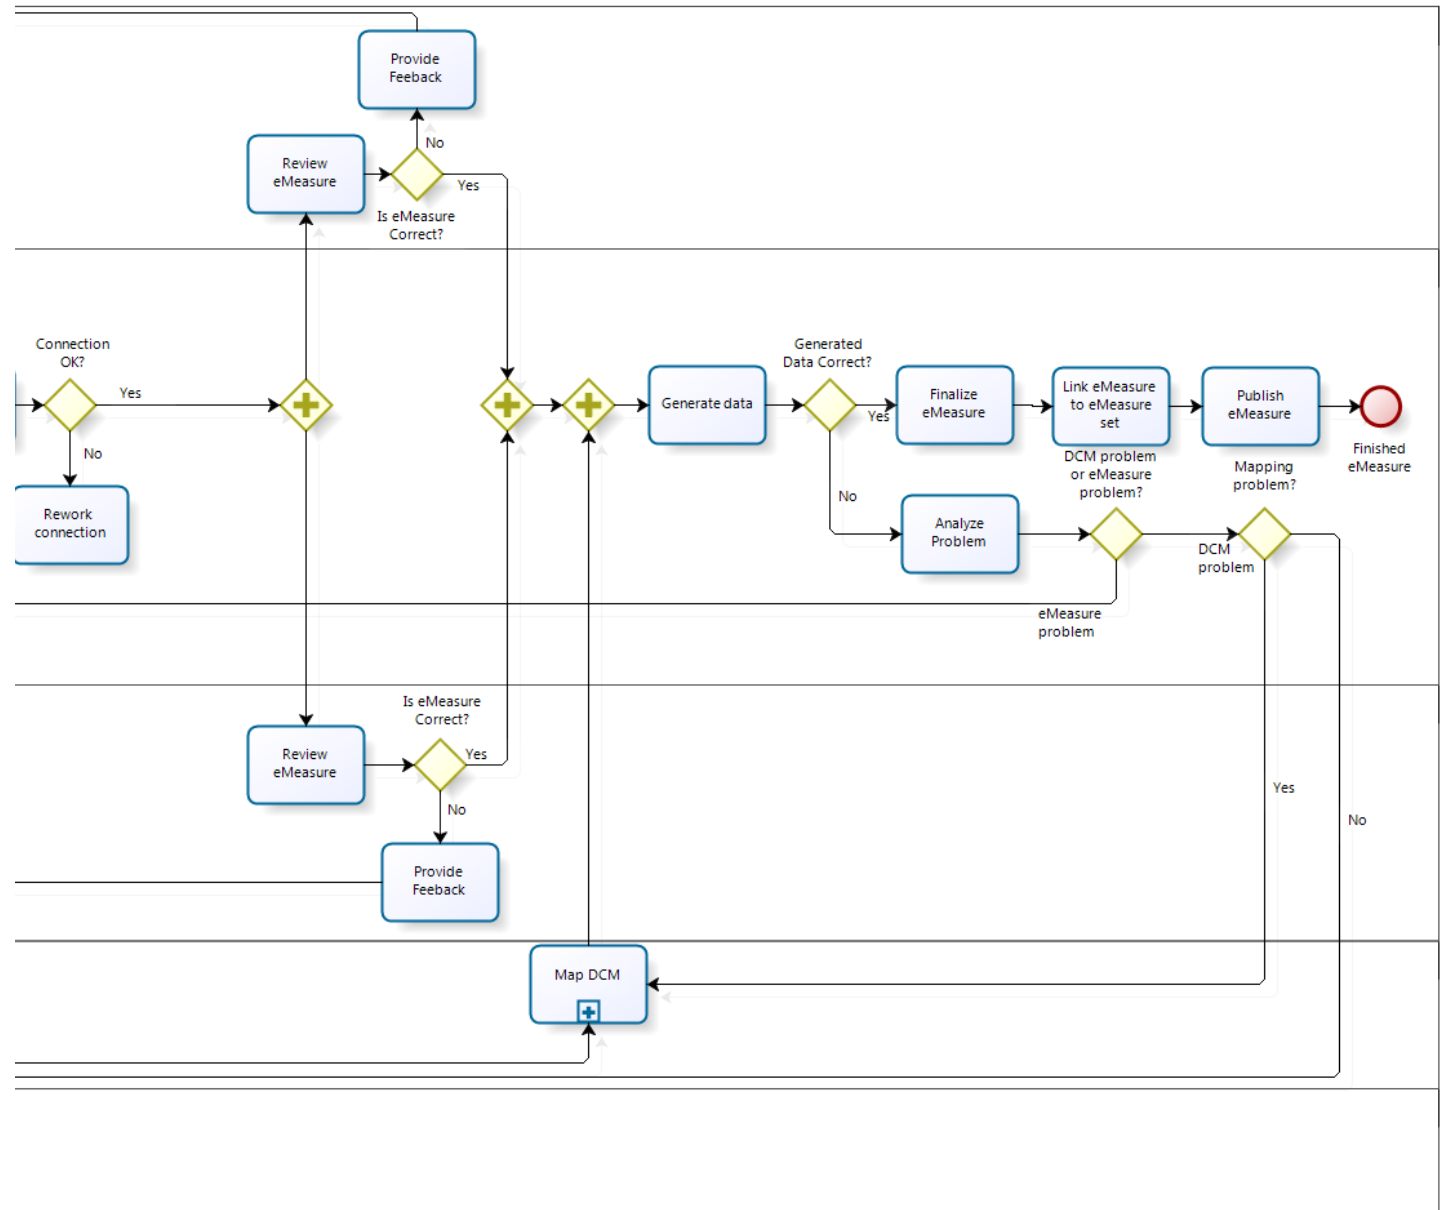 Provide
Feeback
No
Review
eMeasure
Yes
Is eMeasure
Correct?
Connection
OK?
Yes
No
Rework
connection
Generate data
Generated
Data Correct?
Yes
Finalize
eMeasure
Link eMeasure
to eMeasure
set
Publish
eMeasure
Finished
eMeasure
No
Analyze
Problem
DCM problem
or eMeasure
problem?
Mapping
problem?
DCM
problem
eMeasure
problem
Is eMeasure
Correct?
Review
eMeasure
Yes
No
Provide
Feeback
Yes
No
Map DCM